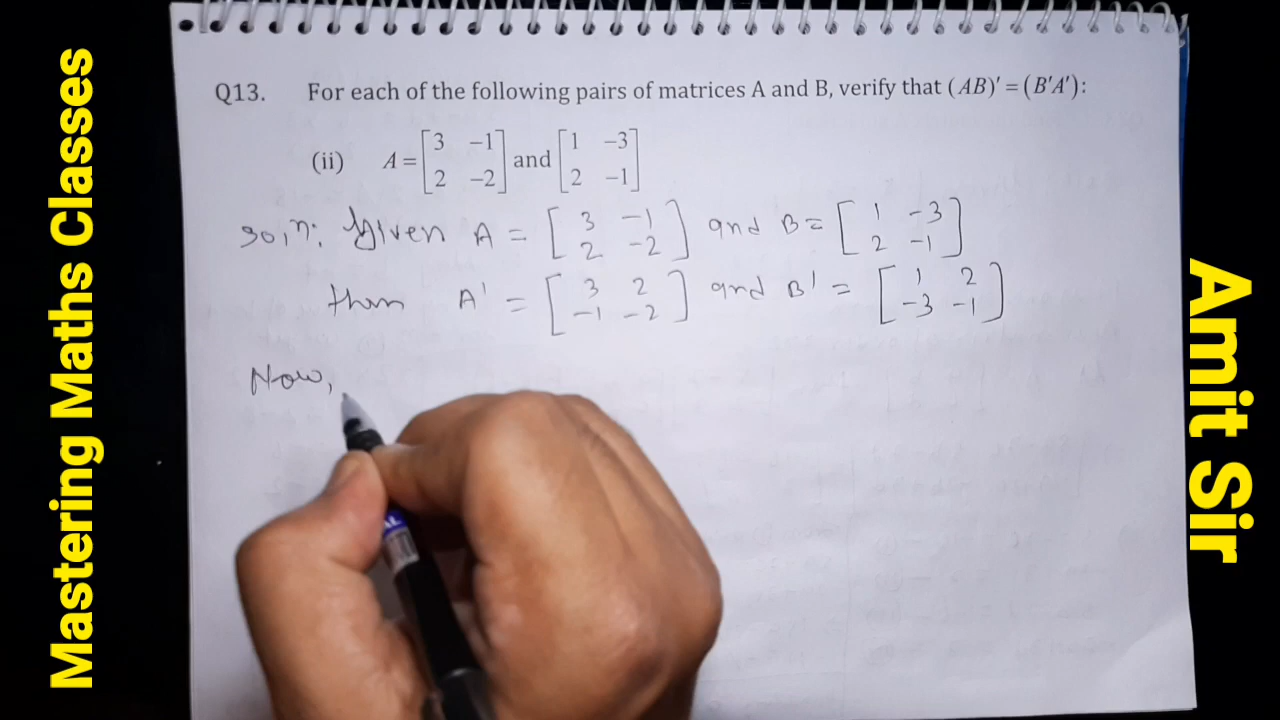 Mastering Maths Classes
Q13. For each of the following pairs of matrices A and B, verify that (AB)' = (B'A'):
(ii) A = [3 −1; 2 −2] and [1 −3; 2 −1]
so,n: Given A = [3 −1; 2 −2] and B = [1 −3; 2 −1]
then A' = [3 2; −1 −2] and B' = [1 2; −3 −1]
Now,
Amit Sir